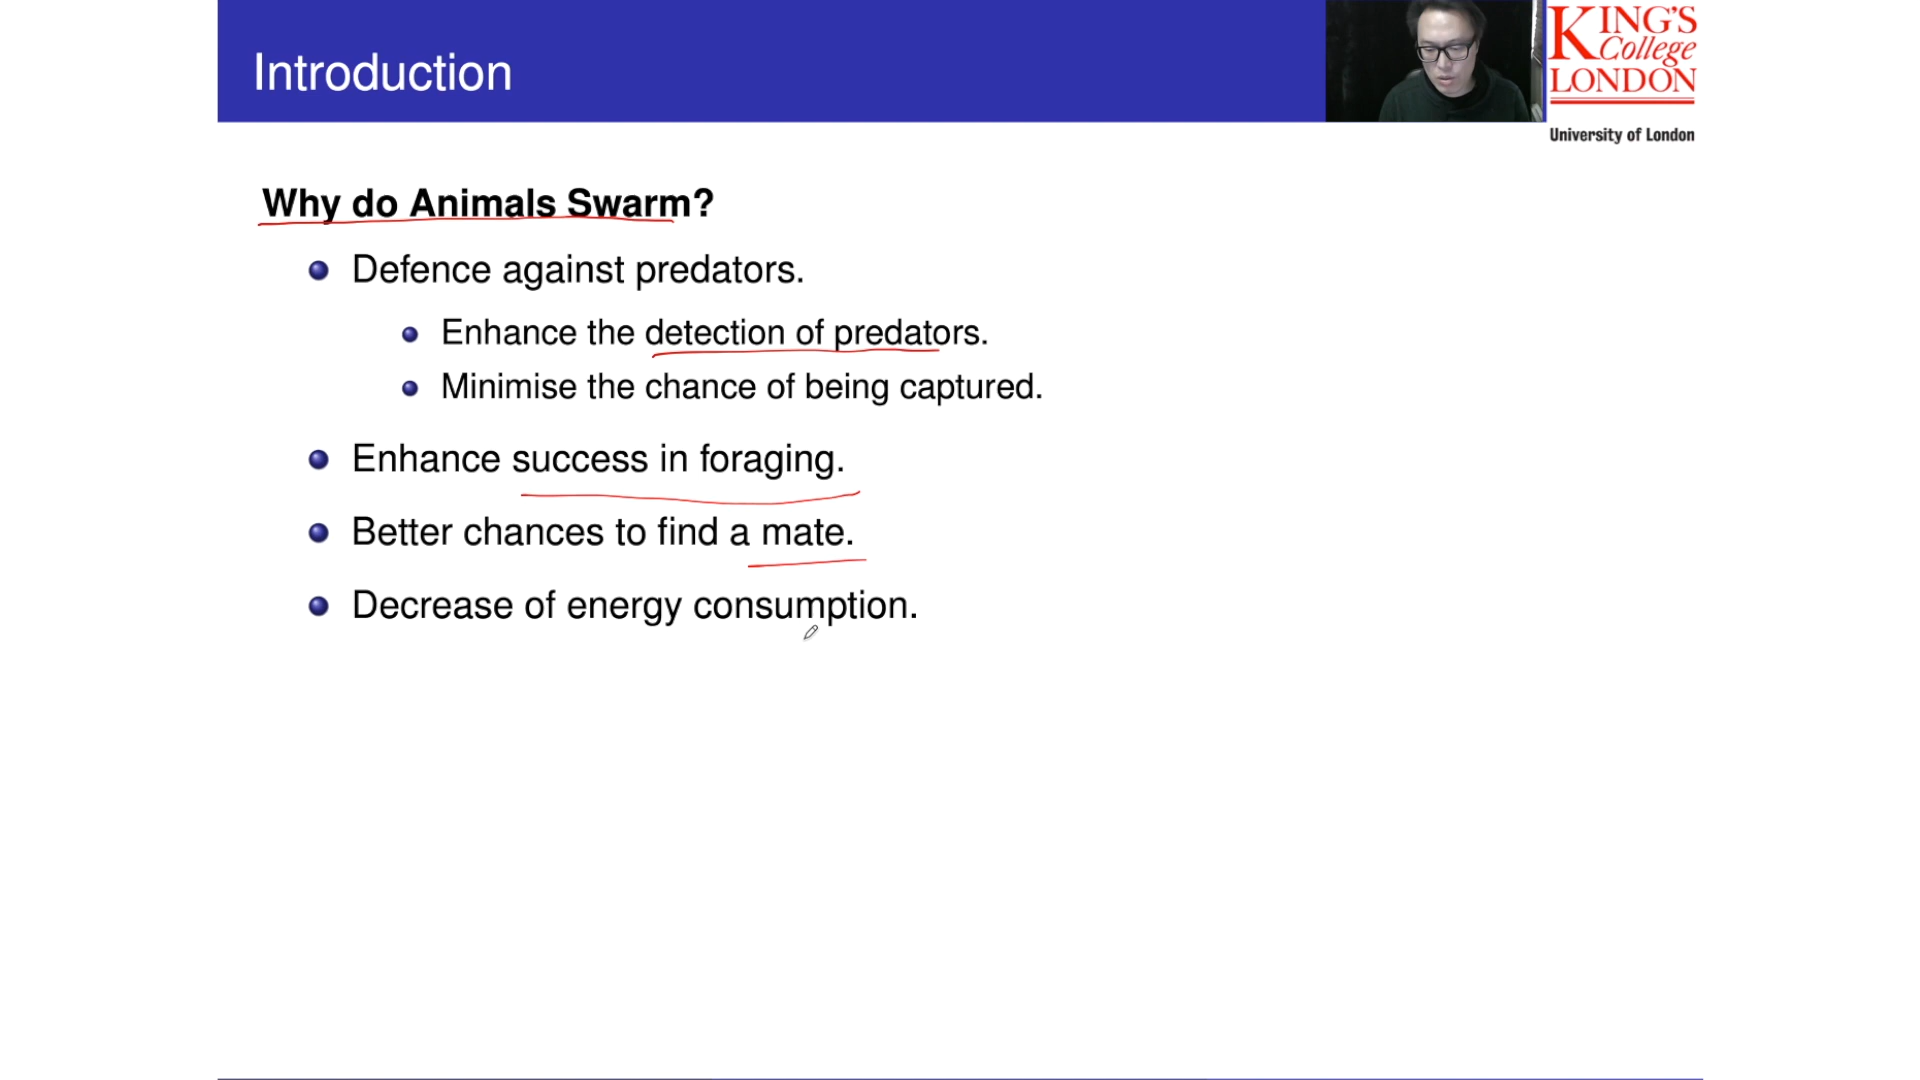 Introduction
KING'S
College
LONDON
University of London
Why do Animals Swarm?
Defence against predators.
Enhance the detection of predators.
Minimise the chance of being captured.
Enhance success in foraging.
Better chances to find a mate.
Decrease of energy consumption.